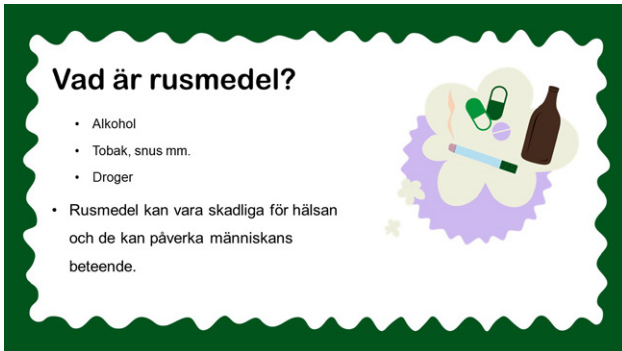 Vad är rusmedel?
• Alkohol
• Tobak, snus mm.
• Droger
• Rusmedel kan vara skadliga för hälsan
och de kan påverka människans
beteende.